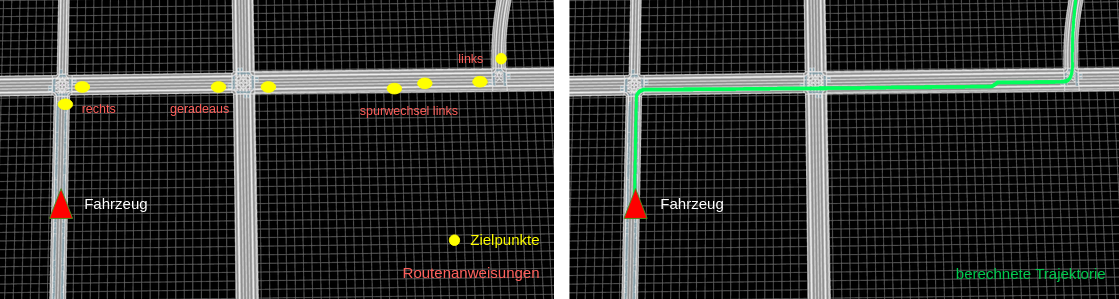 links
rechts
geradeaus
spurwechsel links
Fahrzeug
Zielpunkte
Routenanweisungen
Fahrzeug
berechnete Trajektorie